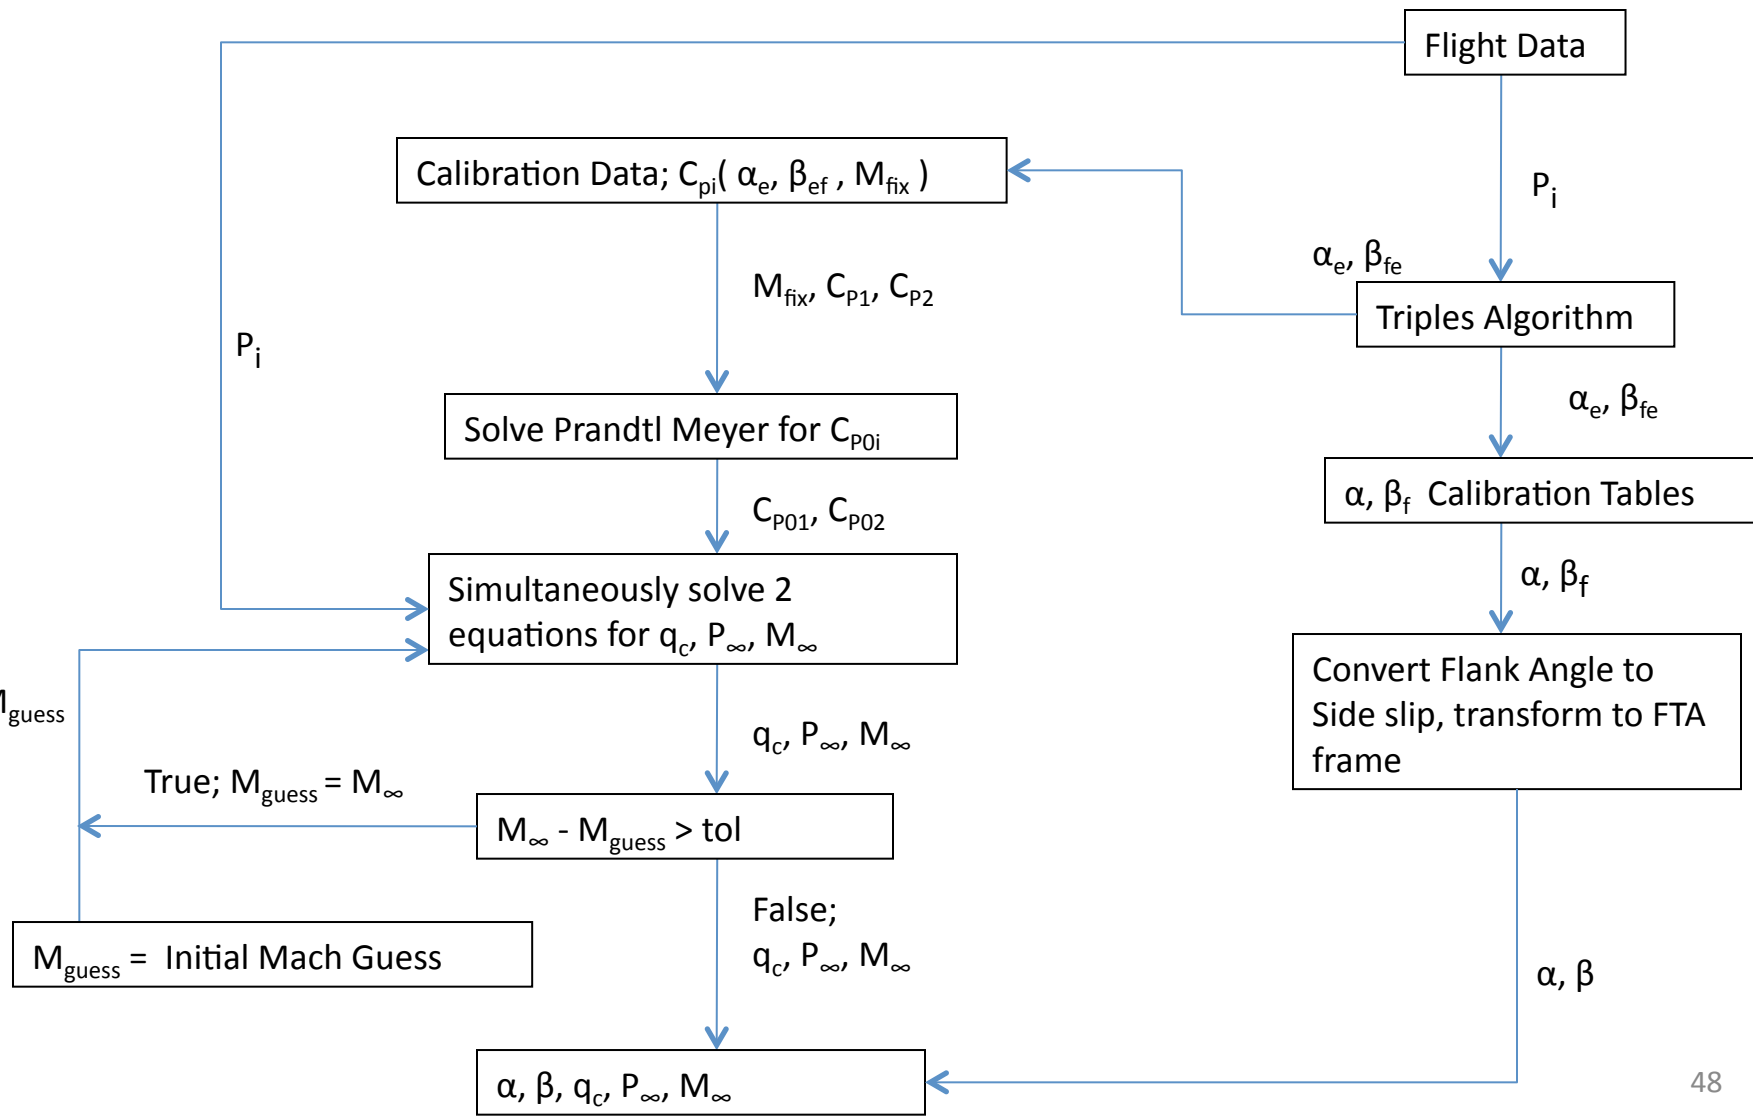 Flight Data
Calibration Data; Cpi( αe, βef , Mfix )
Pi
αe, βfe
Mfix, CP1, CP2
Triples Algorithm
Pi
αe, βfe
Solve Prandtl Meyer for CP0i
α, βf Calibration Tables
CP01, CP02
α, βf
Simultaneously solve 2
equations for qc, P∞, M∞
Convert Flank Angle to
Side slip, transform to FTA
frame
Mguess
qc, P∞, M∞
True; Mguess = M∞
M∞ - Mguess > tol
False;
qc, P∞, M∞
Mguess = Initial Mach Guess
α, β
α, β, qc, P∞, M∞
48